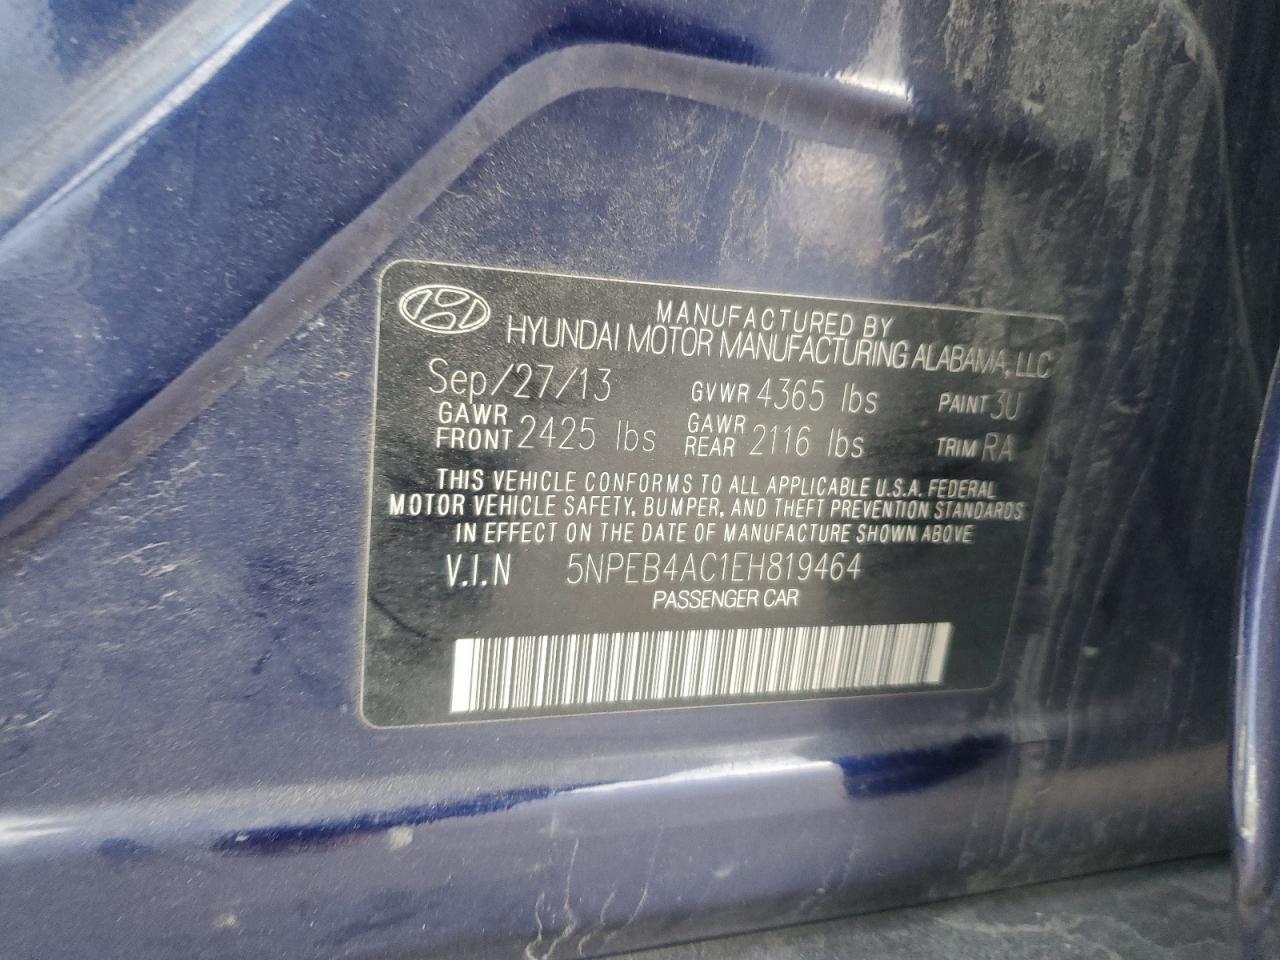 MANUFACTURED BY
HYUNDAI MOTOR MANUFACTURING ALABAMA, LLC
Sep/27/13 GVWR 4365 lbs PAINT 3U
GAWR FRONT 2425 lbs GAWR REAR 2116 lbs TRIM RA
THIS VEHICLE CONFORMS TO ALL APPLICABLE U.S.A. FEDERAL
MOTOR VEHICLE SAFETY, BUMPER, AND THEFT PREVENTION STANDARDS
IN EFFECT ON THE DATE OF MANUFACTURE SHOWN ABOVE
V.I.N 5NPEB4AC1EH819464
PASSENGER CAR